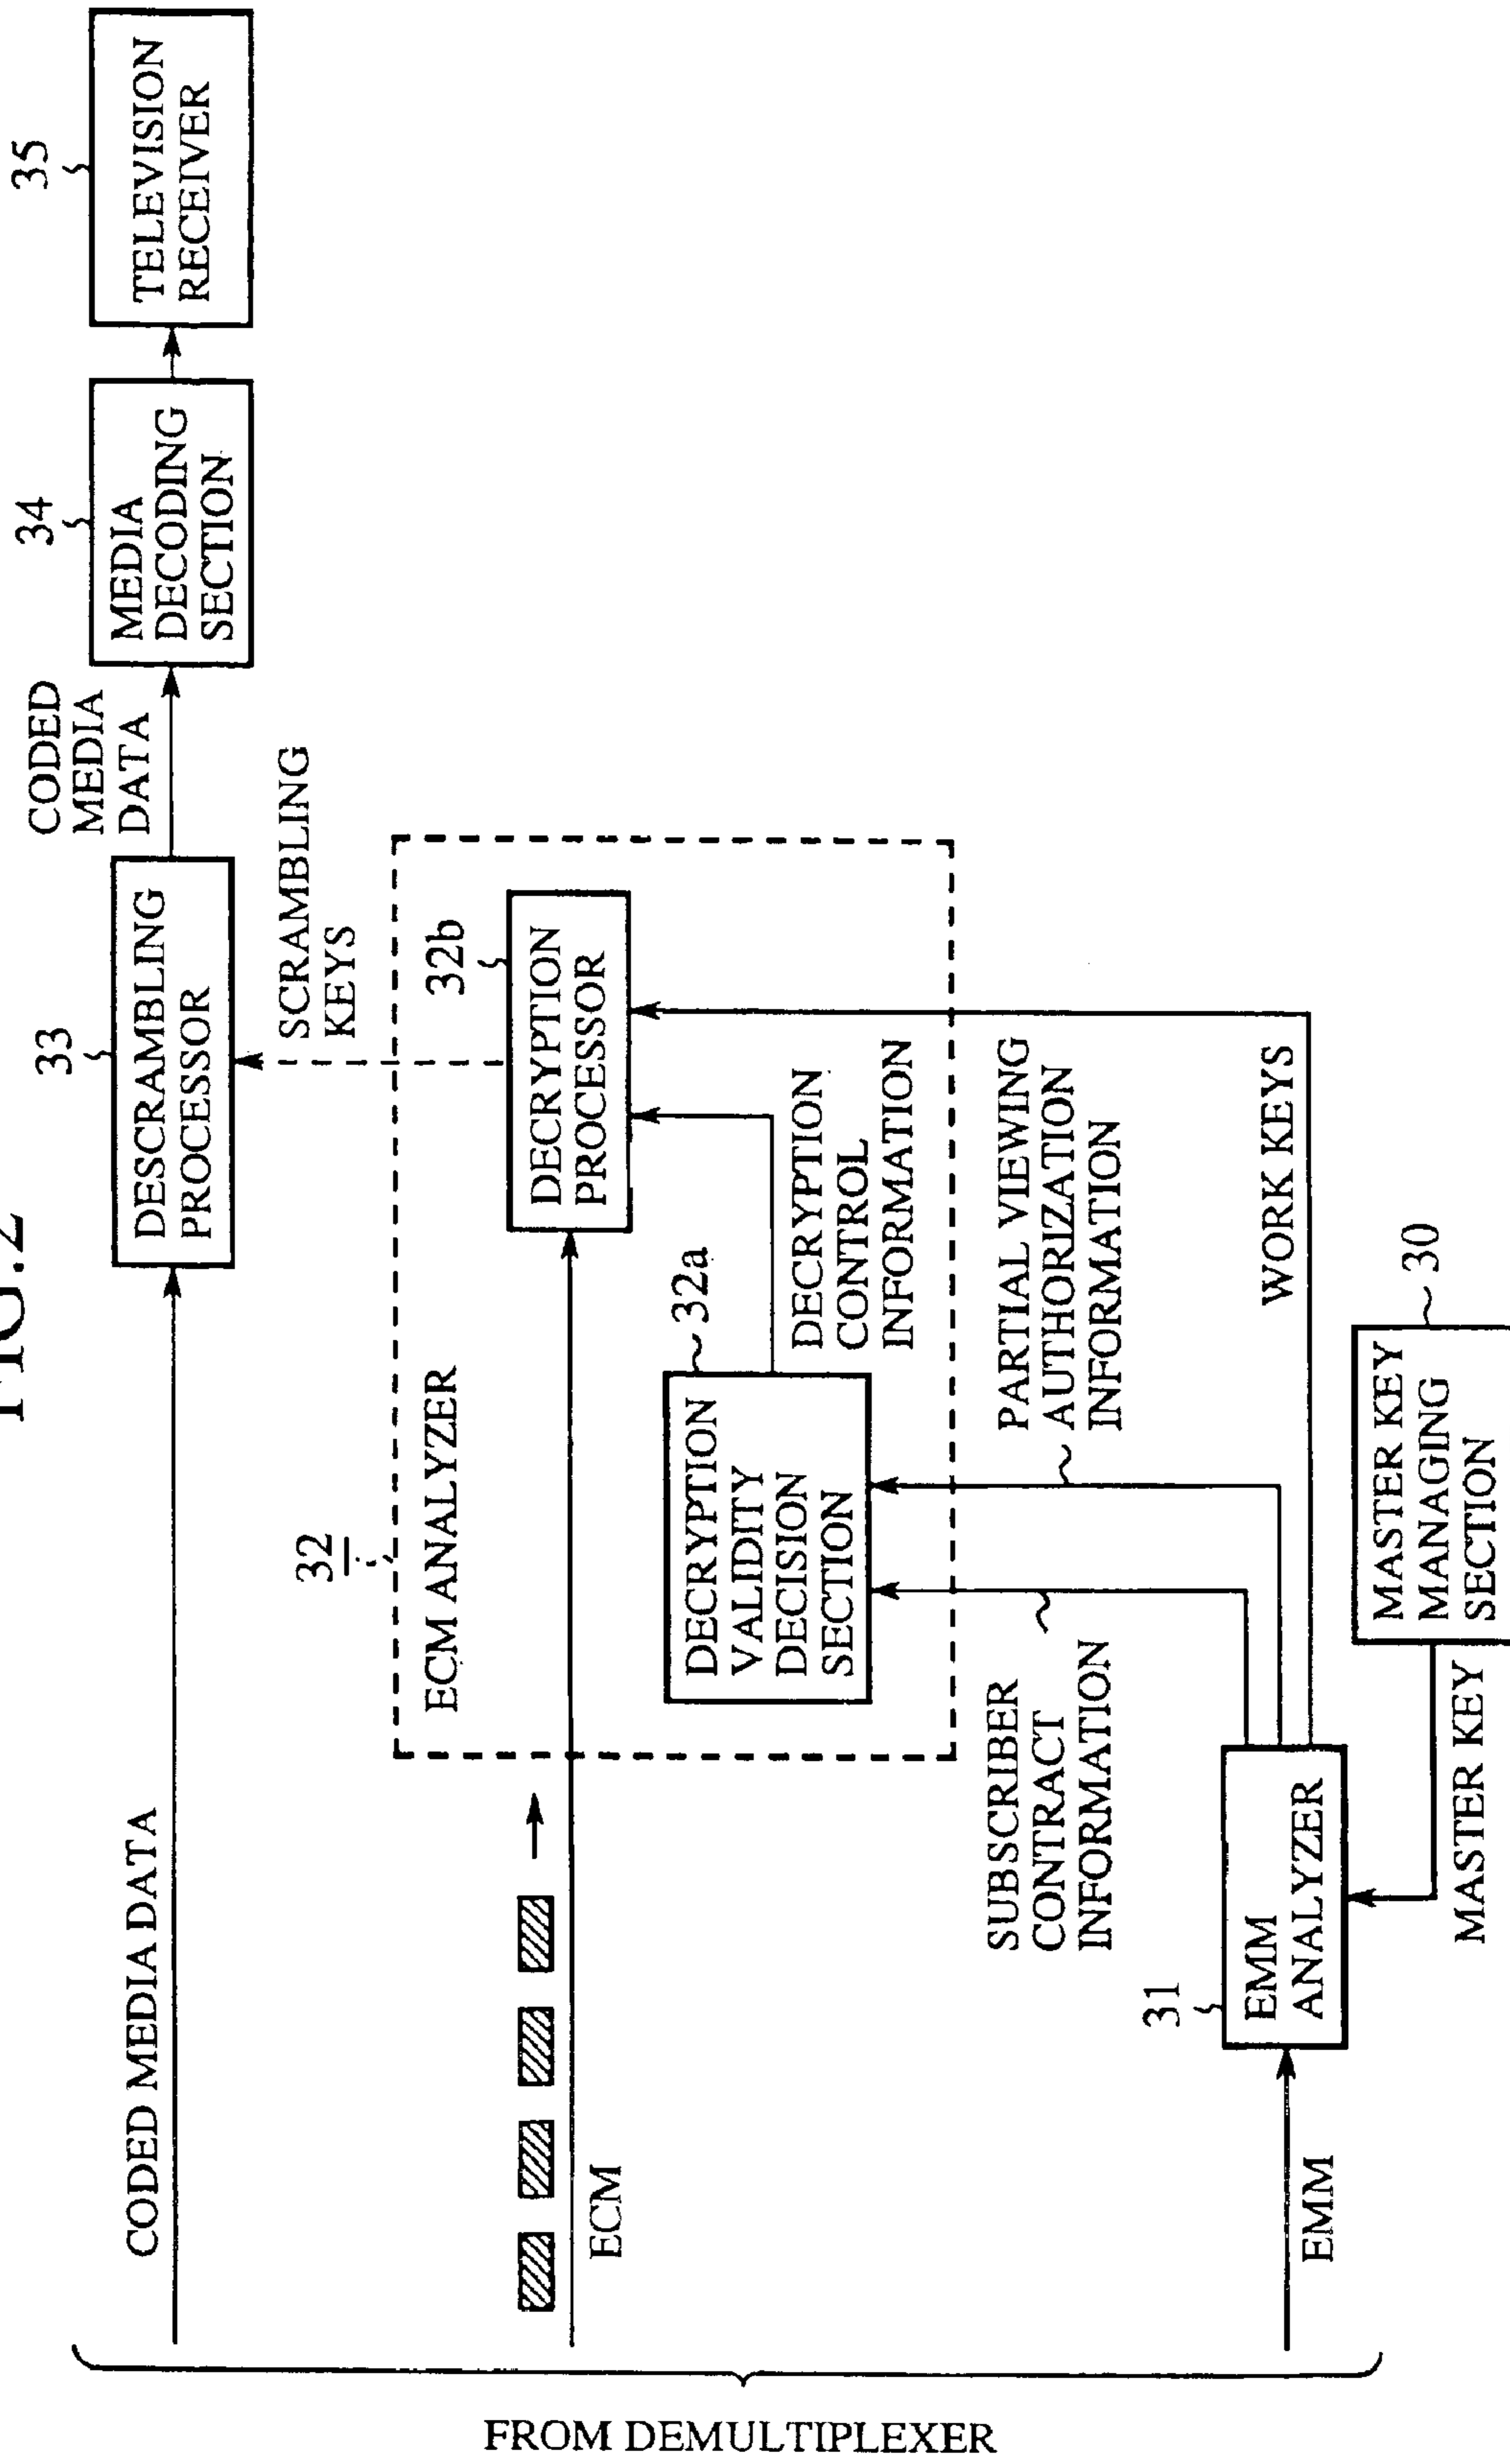 FIG.2
CODED MEDIA DATA
33
DESCRAMBLING
PROCESSOR
CODED
MEDIA
DATA
34
MEDIA
DECODING
SECTION
35
TELEVISION
RECEIVER
SCRAMBLING
KEYS
32
ECM ANALYZER
32b
DECRYPTION
PROCESSOR
ECM
32a
DECRYPTION
VALIDITY
DECISION
SECTION
DECRYPTION
CONTROL
INFORMATION
SUBSCRIBER
CONTRACT
INFORMATION
PARTIAL VIEWING
AUTHORIZATION
INFORMATION
WORK KEYS
31
EMM
ANALYZER
EMM
MASTER KEY
30
MASTER KEY
MANAGING
SECTION
FROM DEMULTIPLEXER